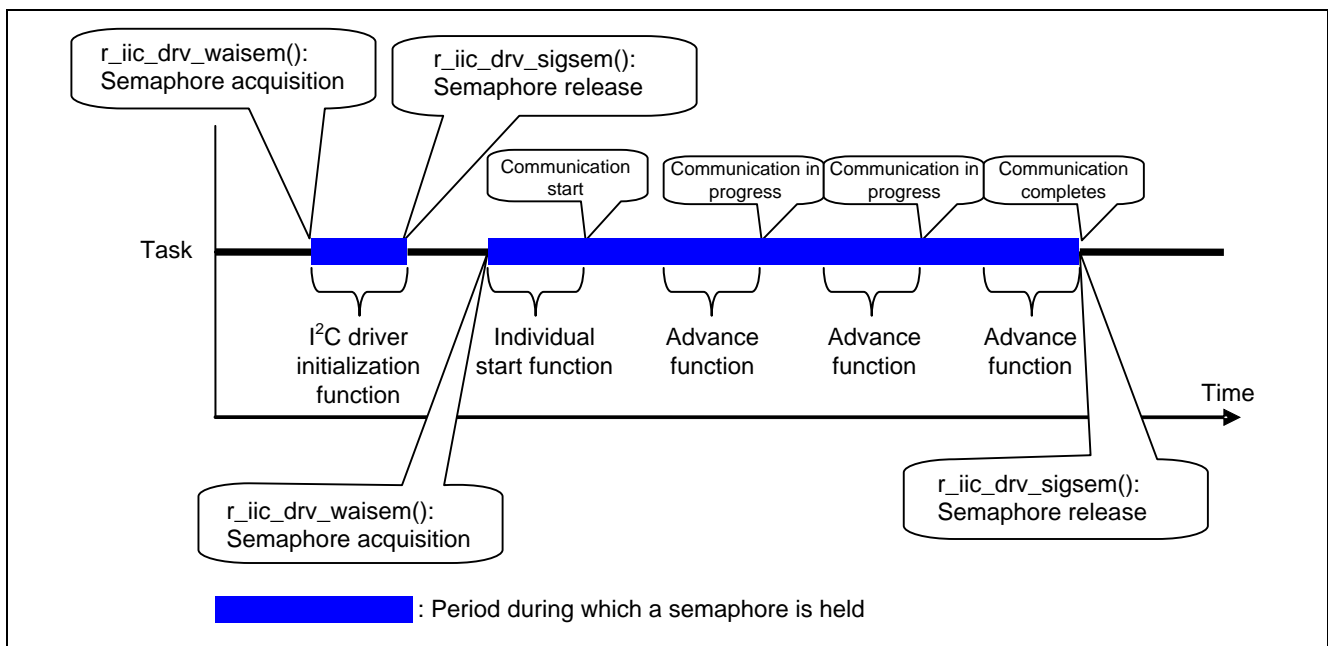 r_iic_drv_waisem():
Semaphore acquisition
r_iic_drv_sigsem():
Semaphore release
Communication
start
Communication in
progress
Communication in
progress
Communication
completes
Task
I²C driver
initialization
function
Individual
start function
Advance
function
Advance
function
Advance
function
Time
r_iic_drv_waisem():
Semaphore acquisition
r_iic_drv_sigsem():
Semaphore release
: Period during which a semaphore is held